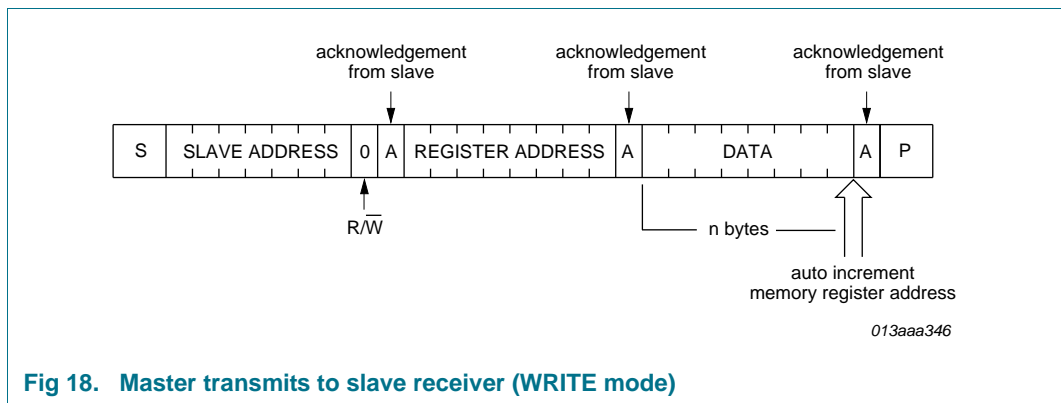 acknowledgement
from slave
acknowledgement
from slave
acknowledgement
from slave
S SLAVE ADDRESS 0 A REGISTER ADDRESS A DATA A P
R/W̅
n bytes
auto increment
memory register address
013aaa346
Fig 18. Master transmits to slave receiver (WRITE mode)